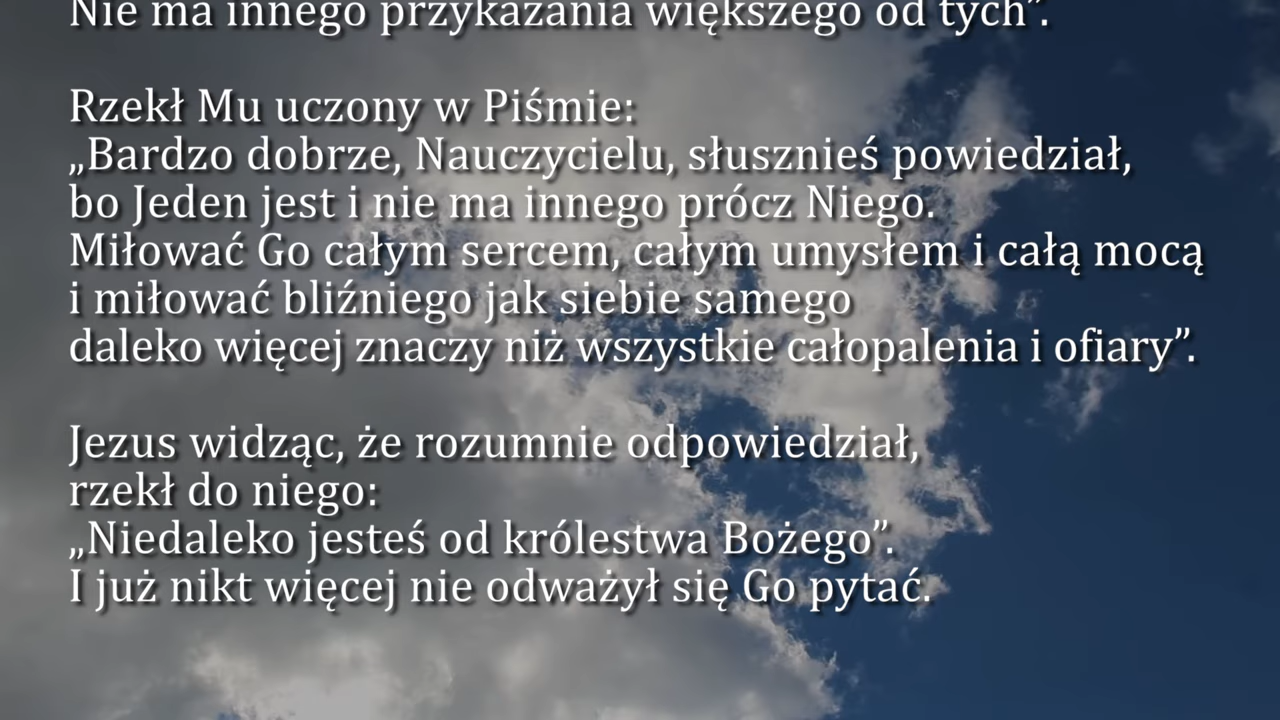 Nie ma innego przykazania większego od tych”.
Rzekł Mu uczony w Piśmie:
„Bardzo dobrze, Nauczycielu, słusznieś powiedział,
bo Jeden jest i nie ma innego prócz Niego.
Miłować Go całym sercem, całym umysłem i całą mocą
i miłować bliźniego jak siebie samego
daleko więcej znaczy niż wszystkie całopalenia i ofiary”.
Jezus widząc, że rozumnie odpowiedział,
rzekł do niego:
„Niedaleko jesteś od królestwa Bożego”.
I już nikt więcej nie odważył się Go pytać.